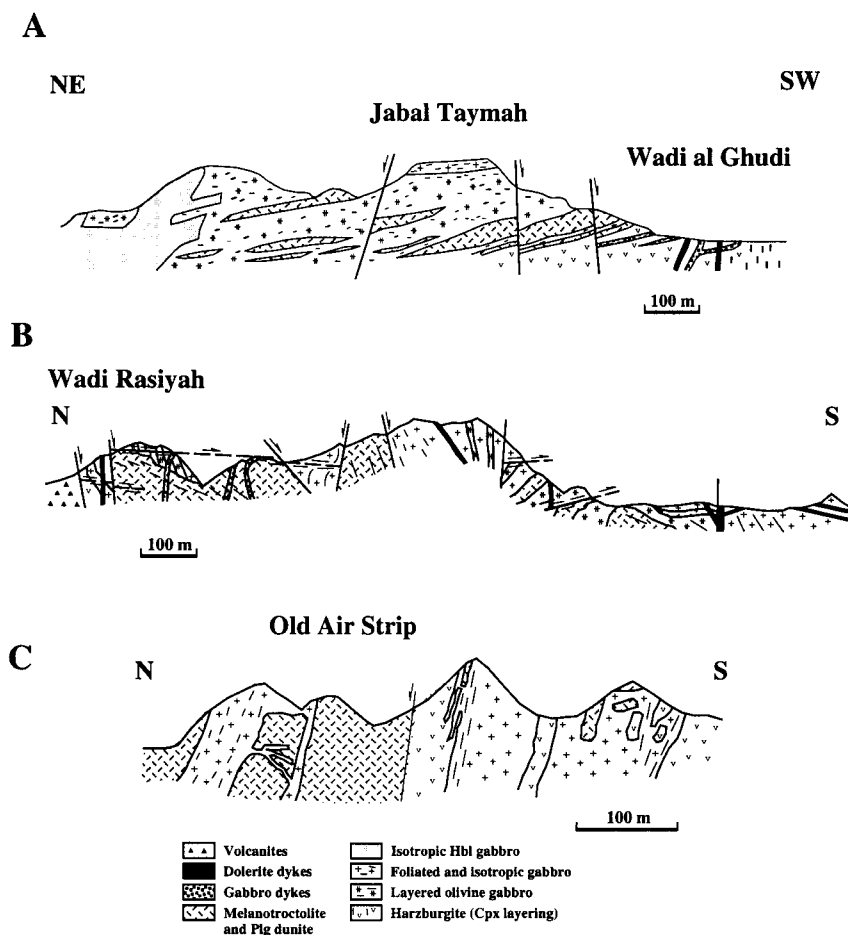 A
NE
SW
Jabal Taymah
Wadi al Ghudi
100 m
B
Wadi Rasiyah
N
S
100 m
Old Air Strip
C
N
S
100 m
Volcanites
Dolerite dykes
Gabbro dykes
Melanotroctolite
and Plg dunite
Isotropic Hbl gabbro
Foliated and isotropic gabbro
Layered olivine gabbro
Harzburgite (Cpx layering)